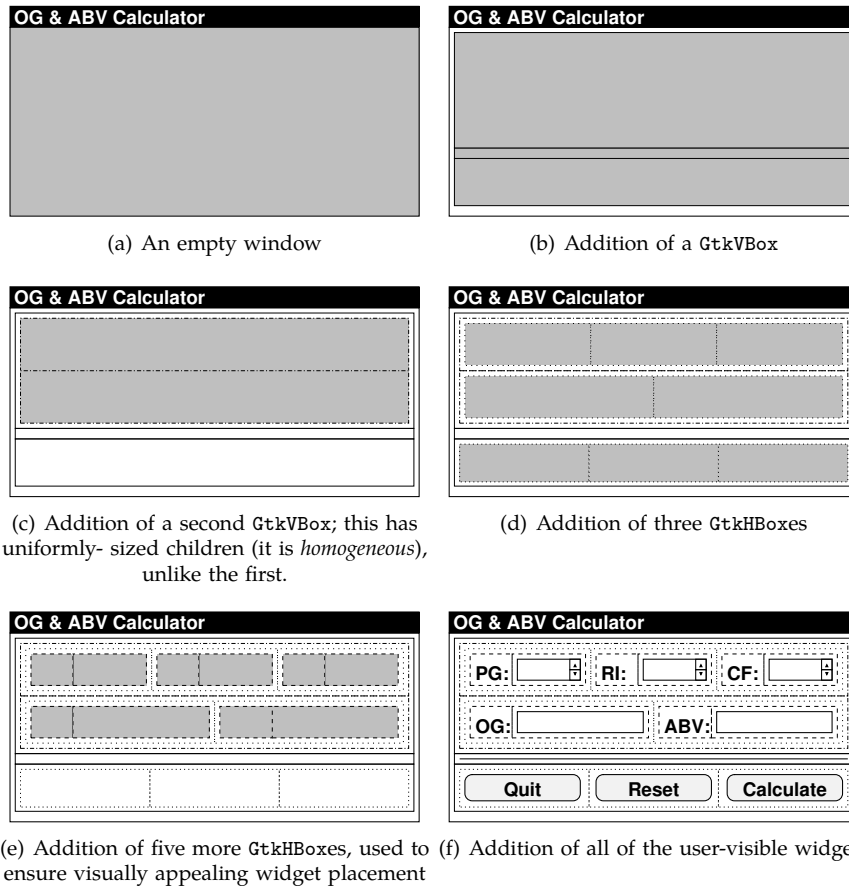 OG & ABV Calculator
OG & ABV Calculator
(a) An empty window
(b) Addition of a GtkVBox
OG & ABV Calculator
OG & ABV Calculator
(c) Addition of a second GtkVBox; this has
uniformly- sized children (it is homogeneous),
unlike the first.
(d) Addition of three GtkHBoxes
OG & ABV Calculator
OG & ABV Calculator
PG: RI: CF:
OG: ABV:
Quit Reset Calculate
(e) Addition of five more GtkHBoxes, used to
ensure visually appealing widget placement
(f) Addition of all of the user-visible widge